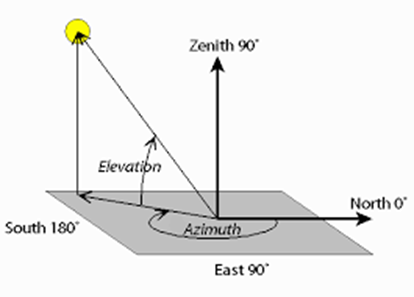 Zenith 90°
Elevation
North 0°
South 180°
Azimuth
East 90°